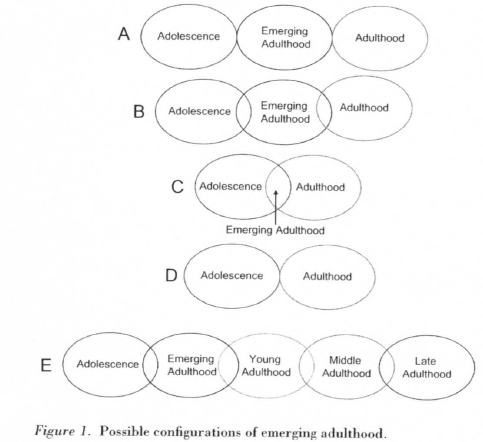 A
Adolescence
Emerging
Adulthood
Adulthood
B
Adolescence
Emerging
Adulthood
Adulthood
C
Adolescence
Adulthood
Emerging Adulthood
D
Adolescence
Adulthood
E
Adolescence
Emerging
Adulthood
Young
Adulthood
Middle
Adulthood
Late
Adulthood
Figure 1. Possible configurations of emerging adulthood.